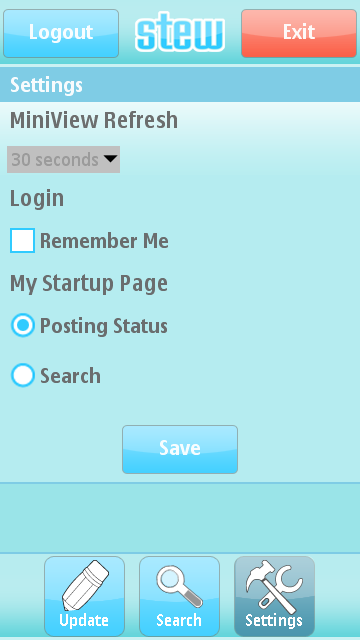 Logout
stew
Exit
Settings
MiniView Refresh
30 seconds
Login
Remember Me
My Startup Page
Posting Status
Search
Save
Update
Search
Settings